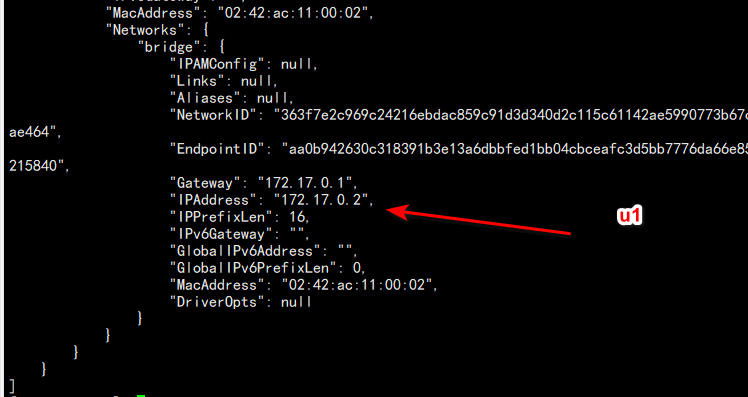 "MacAddress": "02:42:ac:11:00:02",
"Networks": {
"bridge": {
"IPAMConfig": null,
"Links": null,
"Aliases": null,
"NetworkID": "363f7e2c969c24216ebdac859c91d3d340d2c115c61142ae5990773b67c
ae464",
"EndpointID": "aa0b942630c318391b3e13a6dbbfed1bb04cbceafc3d5bb7776da66e85
215840",
"Gateway": "172.17.0.1",
"IPAddress": "172.17.0.2",
"IPPrefixLen": 16,
"IPv6Gateway": "",
"GlobalIPv6Address": "",
"GlobalIPv6PrefixLen": 0,
"MacAddress": "02:42:ac:11:00:02",
"DriverOpts": null
}
}
}
}
]
u1